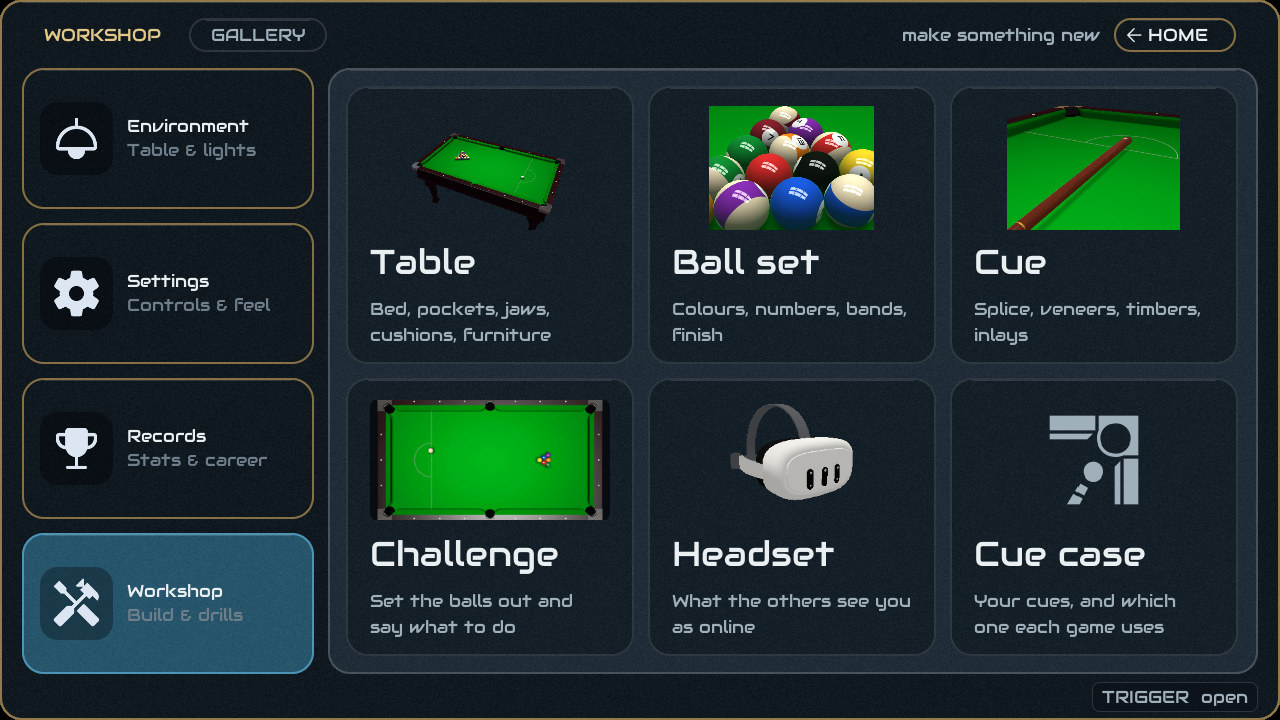 WORKSHOP
GALLERY
make something new
← HOME
Environment
Table & lights
Settings
Controls & feel
Records
Stats & career
Workshop
Build & drills
Table
Bed, pockets, jaws,
cushions, furniture
Ball set
Colours, numbers, bands,
finish
Cue
Splice, veneers, timbers,
inlays
Challenge
Set the balls out and
say what to do
Headset
What the others see you
as online
Cue case
Your cues, and which
one each game uses
TRIGGER open